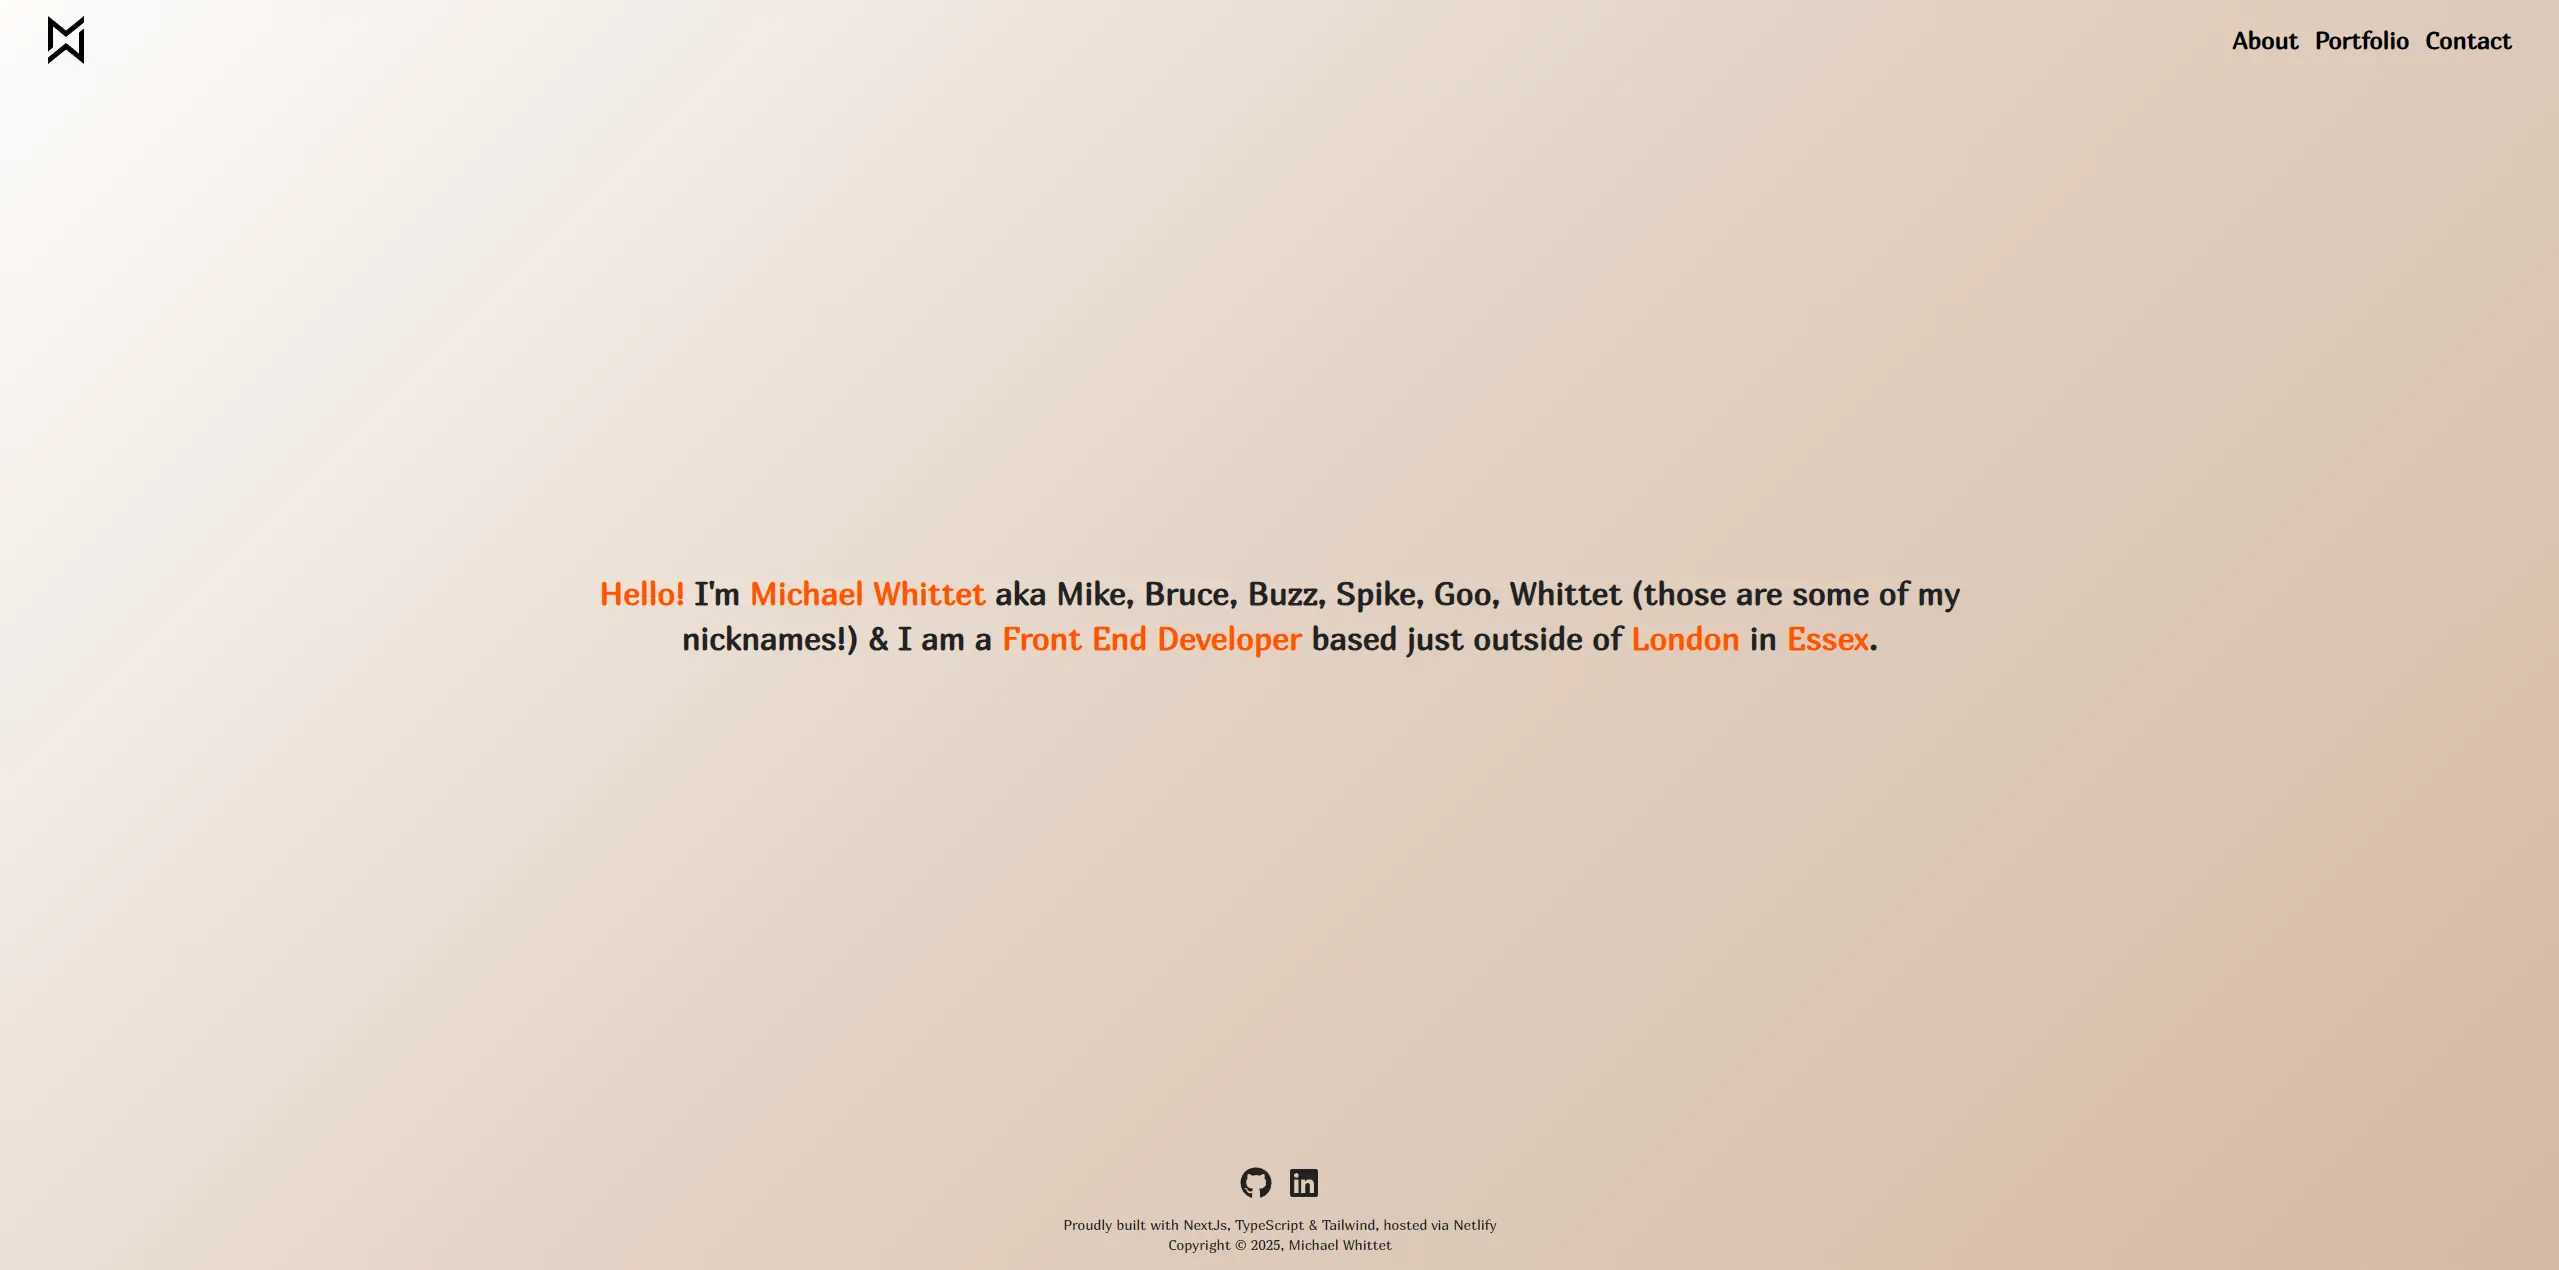 About Portfolio Contact
Hello! I'm Michael Whittet aka Mike, Bruce, Buzz, Spike, Goo, Whittet (those are some of my
nicknames!) & I am a Front End Developer based just outside of London in Essex.
Proudly built with NextJs, TypeScript & Tailwind, hosted via Netlify
Copyright © 2025, Michael Whittet